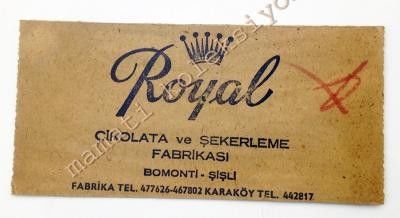 Royal
ÇİKOLATA ve ŞEKERLEME
FABRİKASI
BOMONTİ - ŞİŞLİ
FABRİKA TEL. 477626-467802 KARAKÖY TEL. 442817